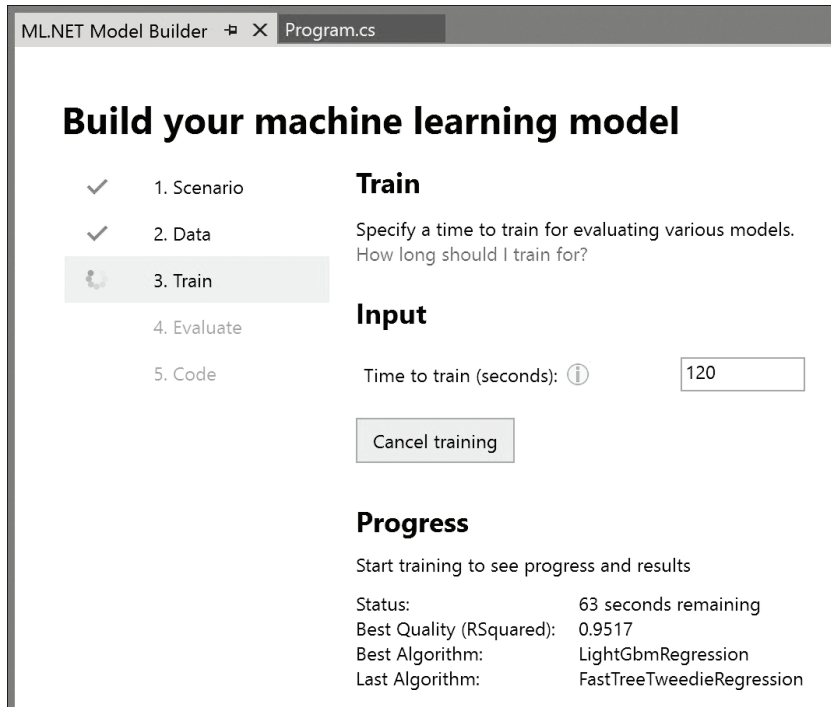 ML.NET Model Builder
Program.cs
Build your machine learning model
1. Scenario
2. Data
3. Train
4. Evaluate
5. Code
Train
Specify a time to train for evaluating various models.
How long should I train for?
Input
Time to train (seconds): 120
Cancel training
Progress
Start training to see progress and results
Status: 63 seconds remaining
Best Quality (RSquared): 0.9517
Best Algorithm: LightGbmRegression
Last Algorithm: FastTreeTweedieRegression